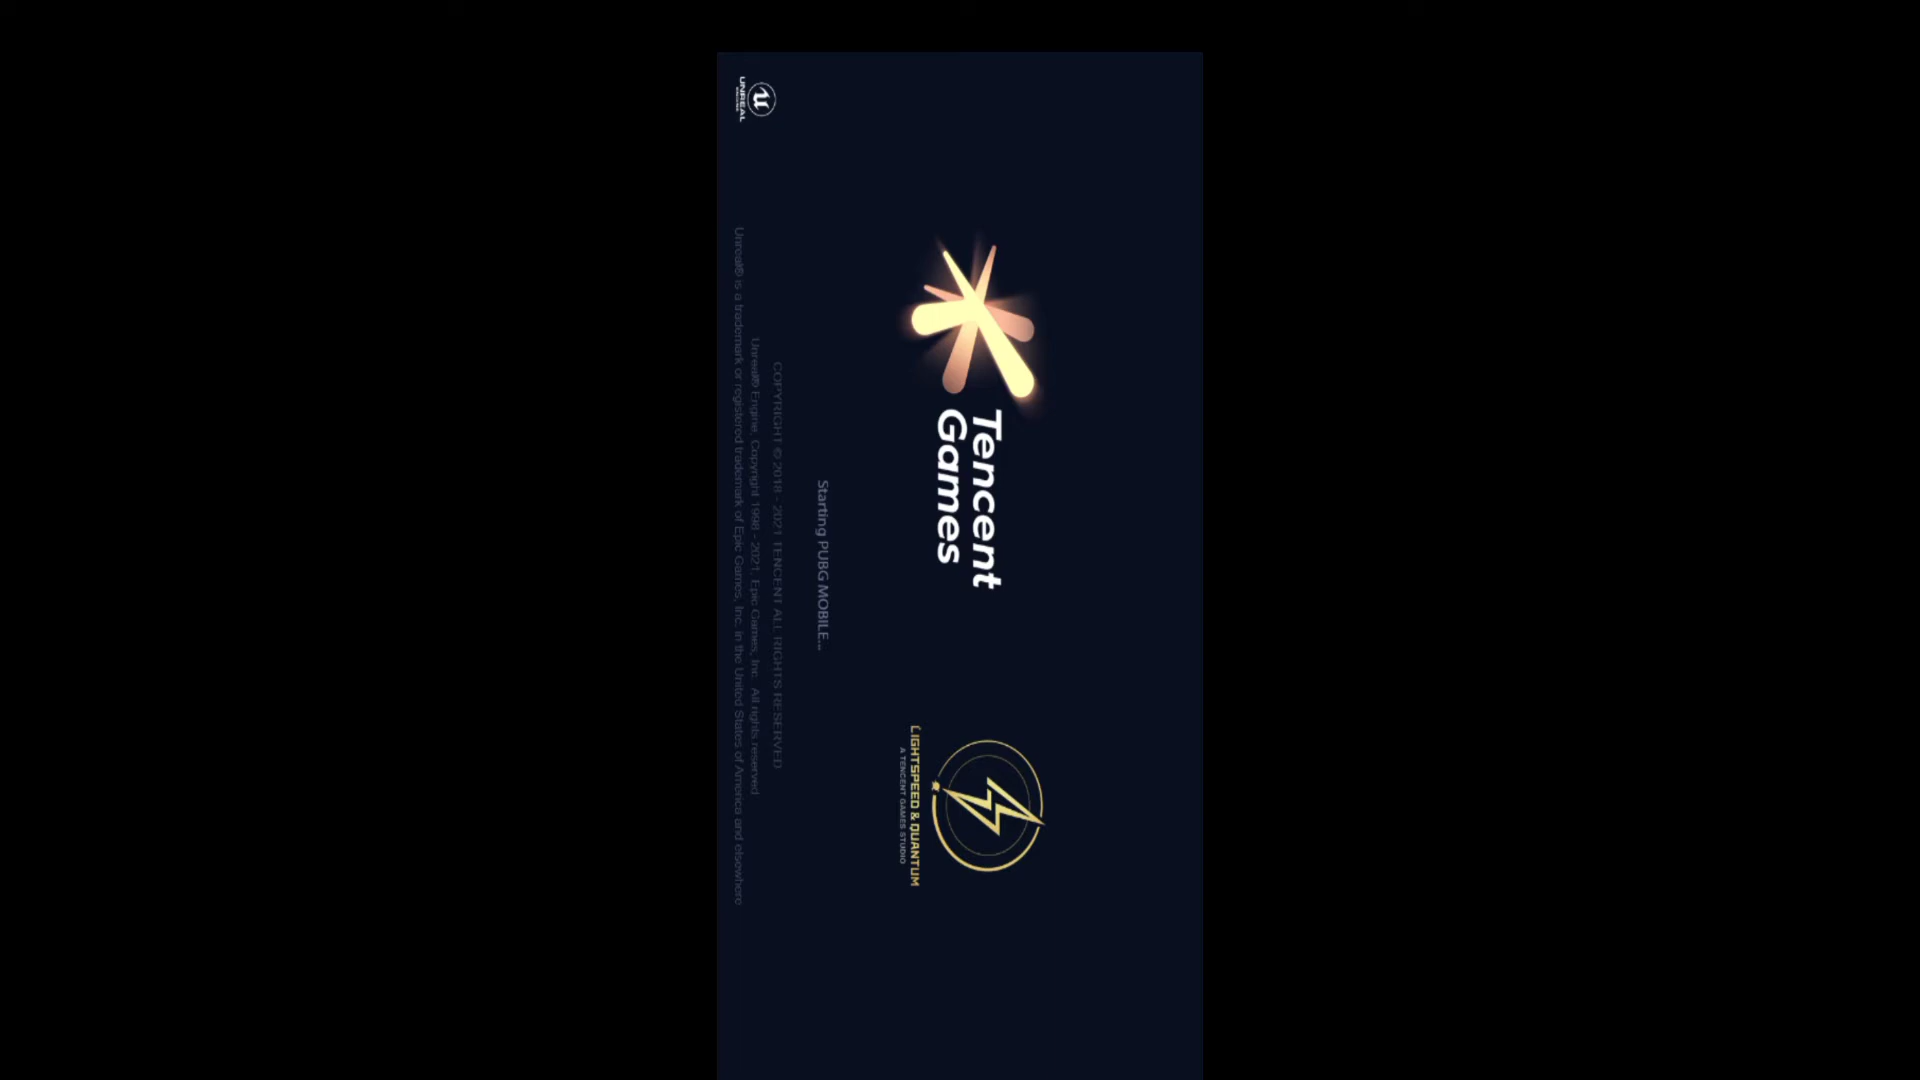 Tencent
Games
LIGHTSPEED & QUANTUM
A TENCENT GAMES STUDIO
Starting PUBG MOBILE...
COPYRIGHT © 2018 - 2021 TENCENT ALL RIGHTS RESERVED
Unreal® Engine, Copyright 1998 - 2021, Epic Games, Inc. All rights reserved
Unreal® is a trademark or registered trademark of Epic Games, Inc. in the United States of America and elsewhere
UNREAL
ENGINE